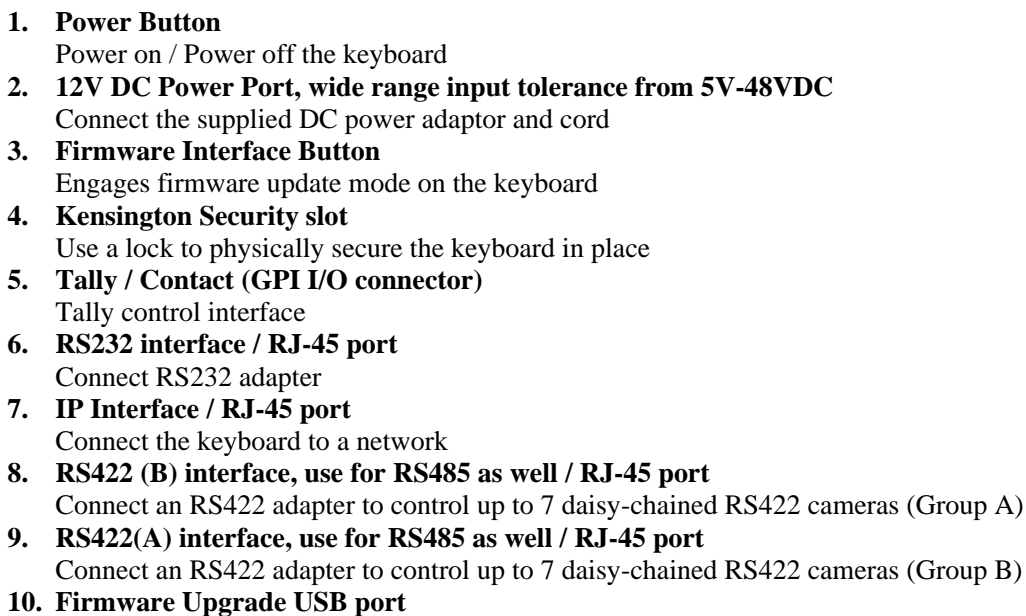 1. Power Button
Power on / Power off the keyboard
2. 12V DC Power Port, wide range input tolerance from 5V-48VDC
Connect the supplied DC power adaptor and cord
3. Firmware Interface Button
Engages firmware update mode on the keyboard
4. Kensington Security slot
Use a lock to physically secure the keyboard in place
5. Tally / Contact (GPI I/O connector)
Tally control interface
6. RS232 interface / RJ-45 port
Connect RS232 adapter
7. IP Interface / RJ-45 port
Connect the keyboard to a network
8. RS422 (B) interface, use for RS485 as well / RJ-45 port
Connect an RS422 adapter to control up to 7 daisy-chained RS422 cameras (Group A)
9. RS422(A) interface, use for RS485 as well / RJ-45 port
Connect an RS422 adapter to control up to 7 daisy-chained RS422 cameras (Group B)
10. Firmware Upgrade USB port